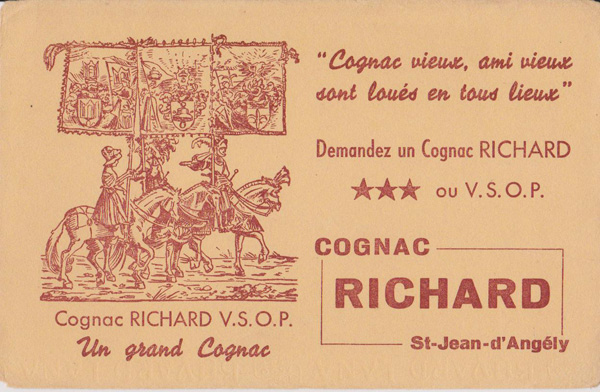 Cognac RICHARD V.S.O.P.
Un grand Cognac
"Cognac vieux, ami vieux
sont loués en tous lieux"
Demandez un Cognac RICHARD
★★★ ou V.S.O.P.
COGNAC
RICHARD
St-Jean-d'Angély